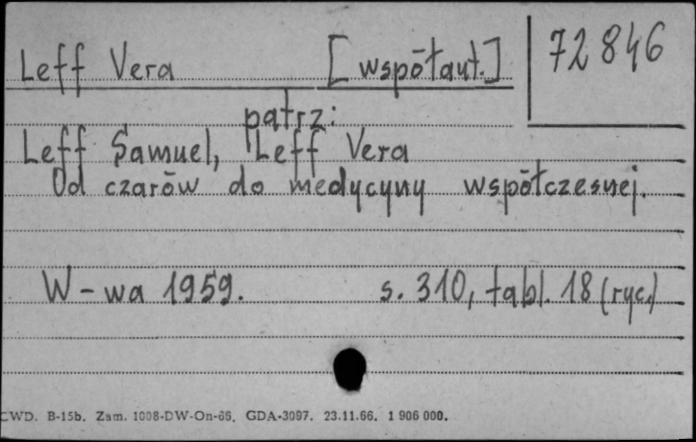 Leff Vera [współaut.] 72846
patrz:
Leff Samuel, Leff Vera
Od czarów do medycyny współczesnej.
W-wa 1959. s. 310, tabl. 18 (ryc.)
CWD. B-15b. Zam. 1008-DW-On-66. GDA-3097. 23.11.66. 1 906 000.